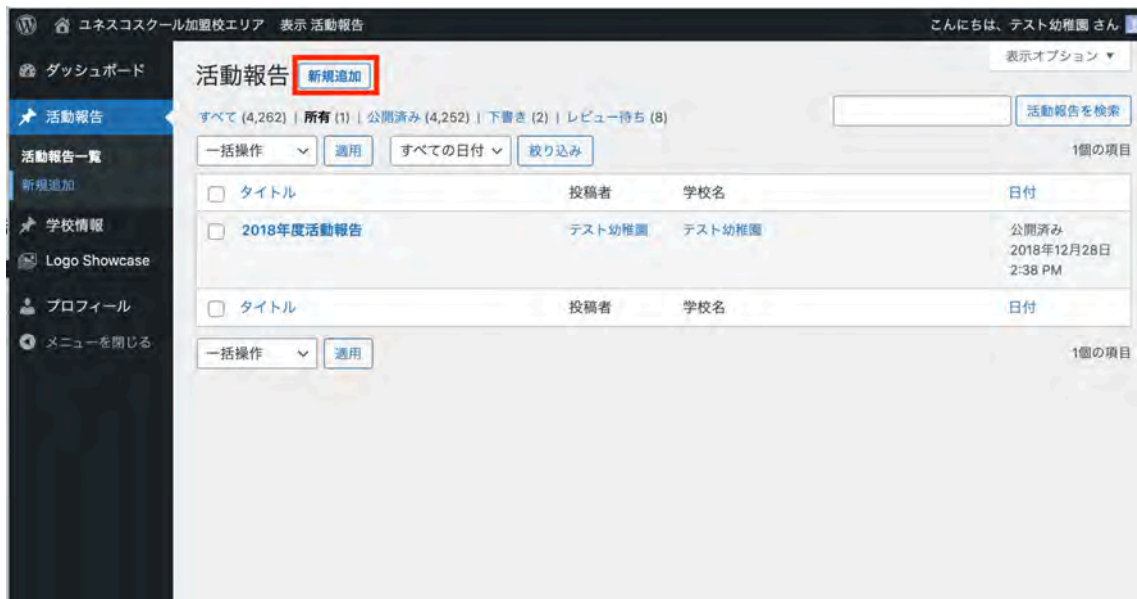 ユネスコスクール加盟校エリア 表示 活動報告 こんにちは、テスト幼稚園 さん
ダッシュボード
活動報告
活動報告一覧
新規追加
学校情報
Logo Showcase
プロフィール
メニューを閉じる
表示オプション ▼
活動報告 新規追加
すべて (4,262) | 所有 (1) | 公開済み (4,252) | 下書き (2) | レビュー待ち (8)
活動報告を検索
一括操作 適用 すべての日付 絞り込み 1個の項目
タイトル 投稿者 学校名 日付
2018年度活動報告 テスト幼稚園 テスト幼稚園 公開済み
2018年12月28日
2:38 PM
タイトル 投稿者 学校名 日付
一括操作 適用 1個の項目